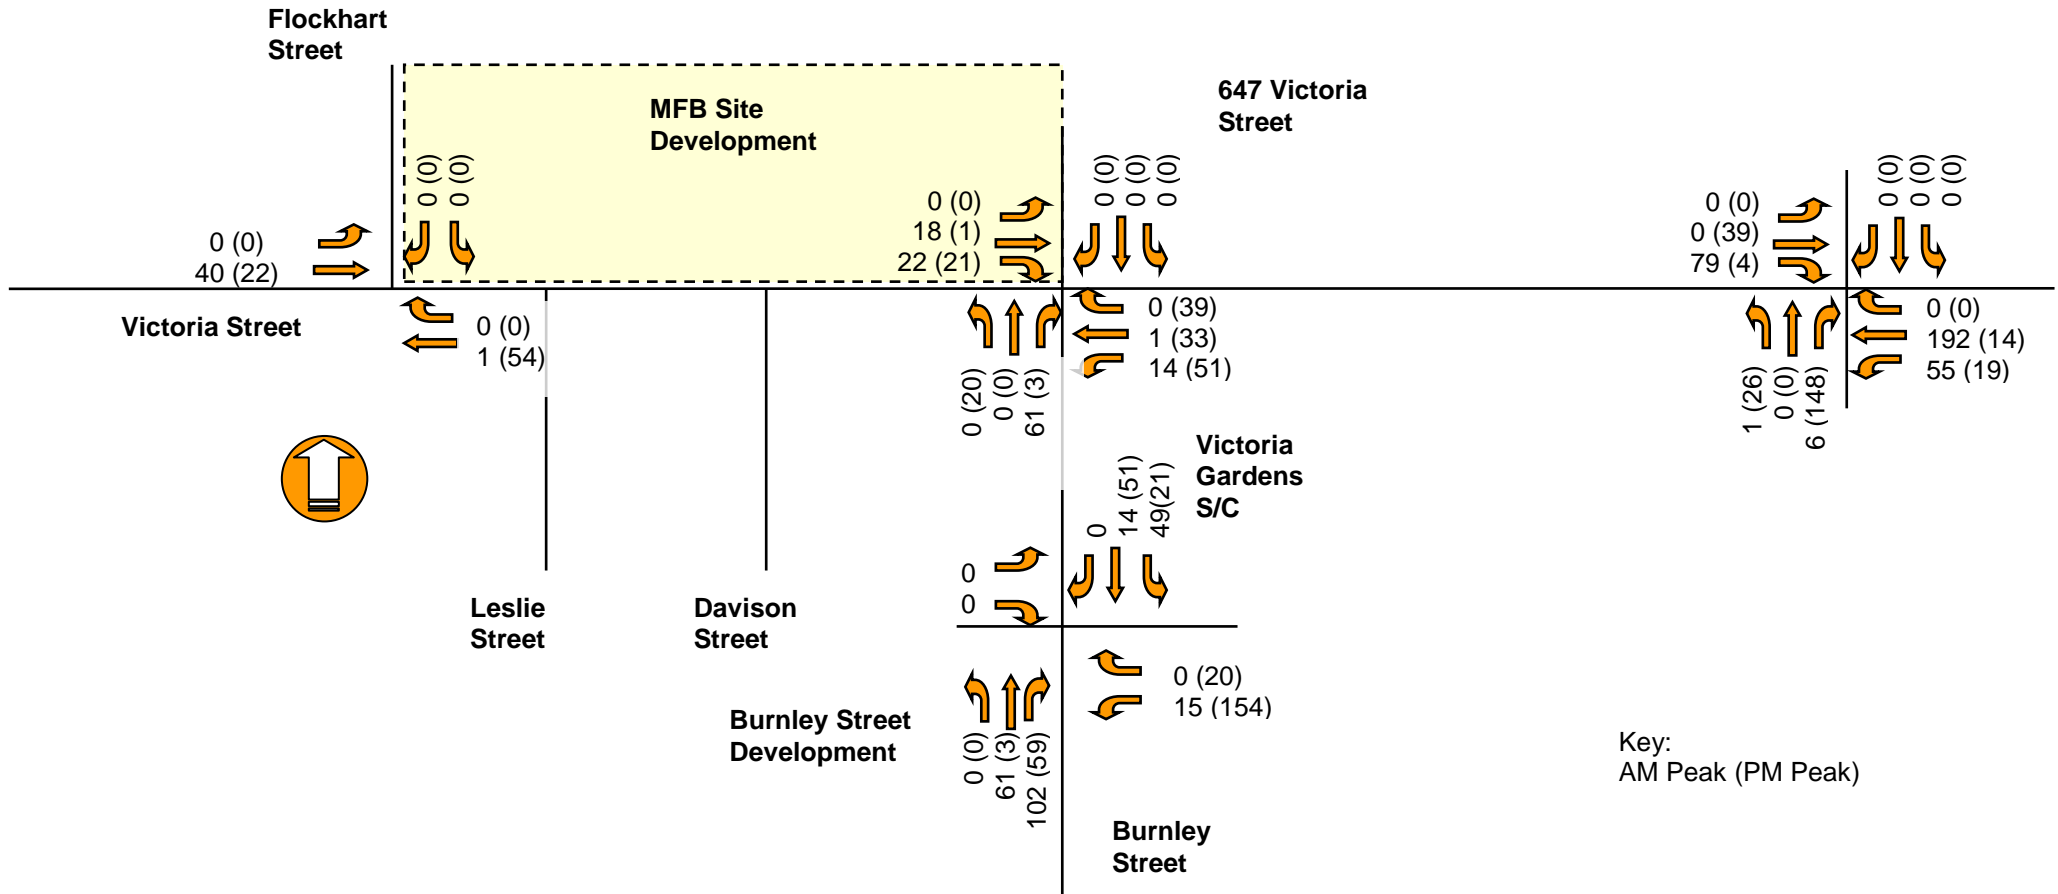 Flockhart
Street
MFB Site
Development
647 Victoria
Street
0 (0)
0 (0)
0 (0)
40 (22)
0 (0)
18 (1)
22 (21)
0 (0)
0 (0)
0 (0)
0 (0)
0 (39)
79 (4)
0 (0)
0 (0)
0 (0)
Victoria Street
0 (0)
1 (54)
0 (20)
0 (0)
61 (3)
0 (39)
1 (33)
14 (51)
1 (26)
0 (0)
6 (148)
0 (0)
192 (14)
55 (19)
Victoria
Gardens
S/C
0
14 (51)
49(21)
0
0
Leslie
Street
Davison
Street
0 (20)
15 (154)
Burnley Street
Development
0 (0)
61 (3)
102 (59)
Burnley
Street
Key:
AM Peak (PM Peak)